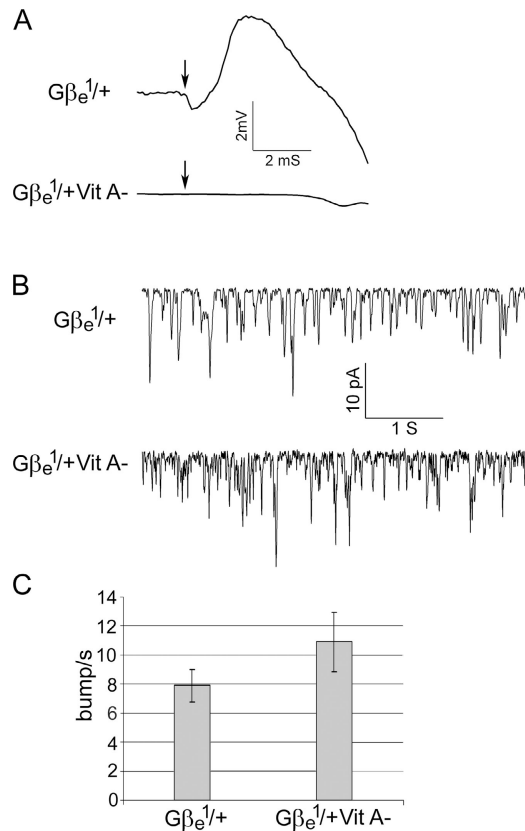 A
Gβe¹/+
2mV
2 mS
Gβe¹/+Vit A-
B
Gβe¹/+
10 pA
1 S
Gβe¹/+Vit A-
C
14
12
10
8
6
4
2
0
bump/s
Gβe¹/+
Gβe¹/+Vit A-